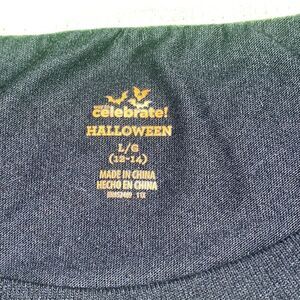 celebrate!
HALLOWEEN
L/G
(12-14)
MADE IN CHINA
HECHO EN CHINA